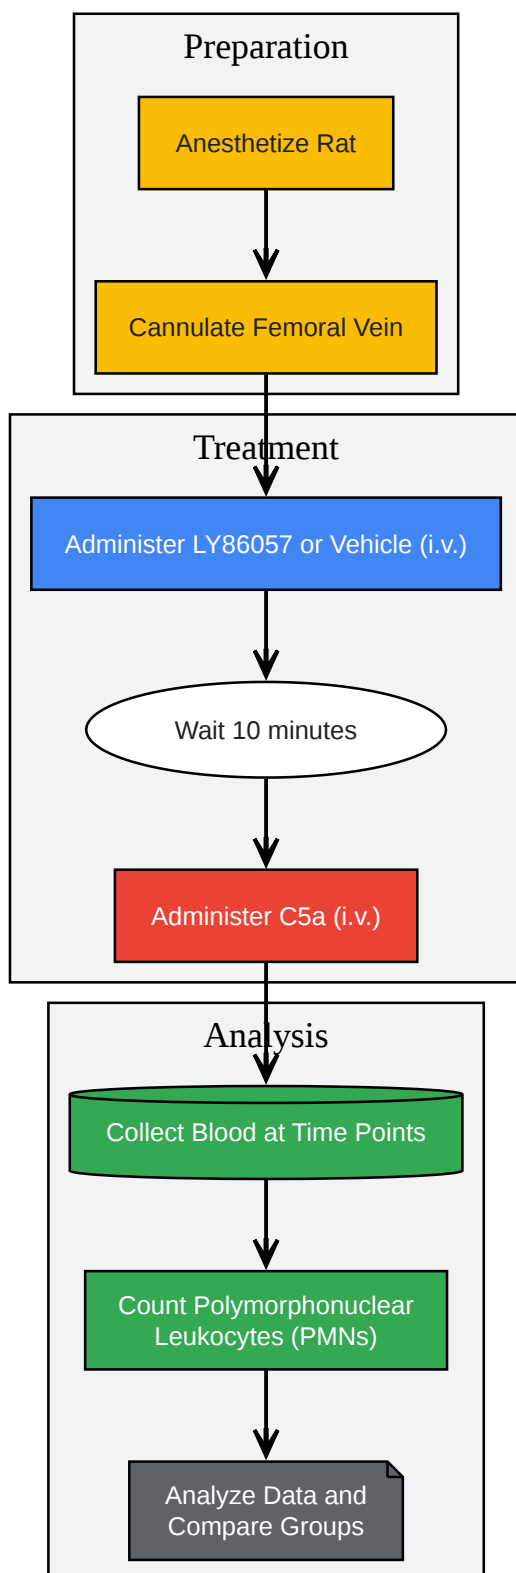 Preparation
Anesthetize Rat
Cannulate Femoral Vein
Treatment
Administer LY86057 or Vehicle (i.v.)
Wait 10 minutes
Administer C5a (i.v.)
Analysis
Collect Blood at Time Points
Count Polymorphonuclear
Leukocytes (PMNs)
Analyze Data and
Compare Groups